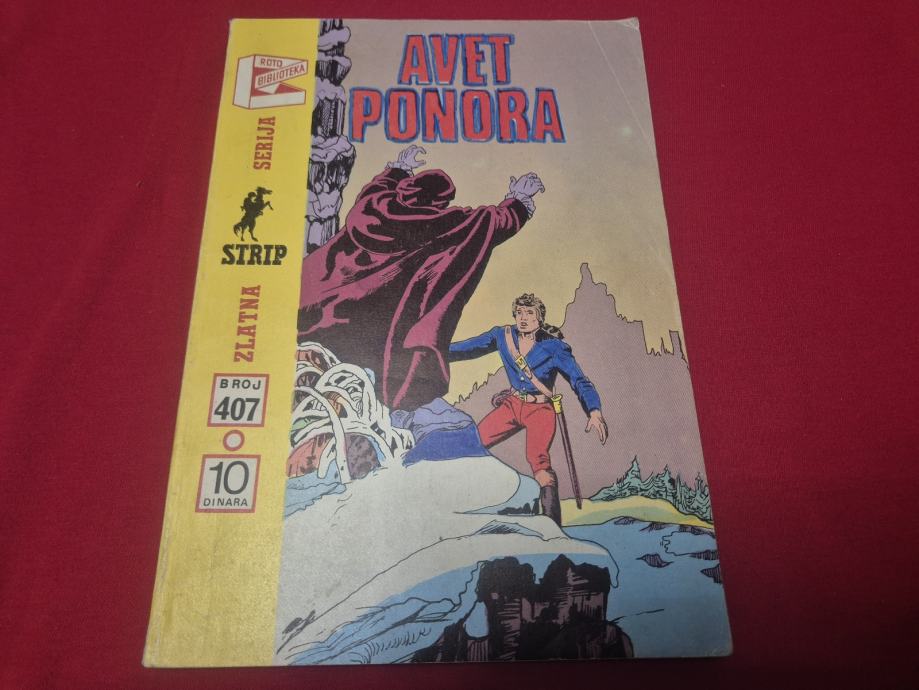 ROTO
BIBLIOTEKA
ZLATNA
STRIP
SERIJA
BROJ
407
10
DINARA
AVET
PONORA